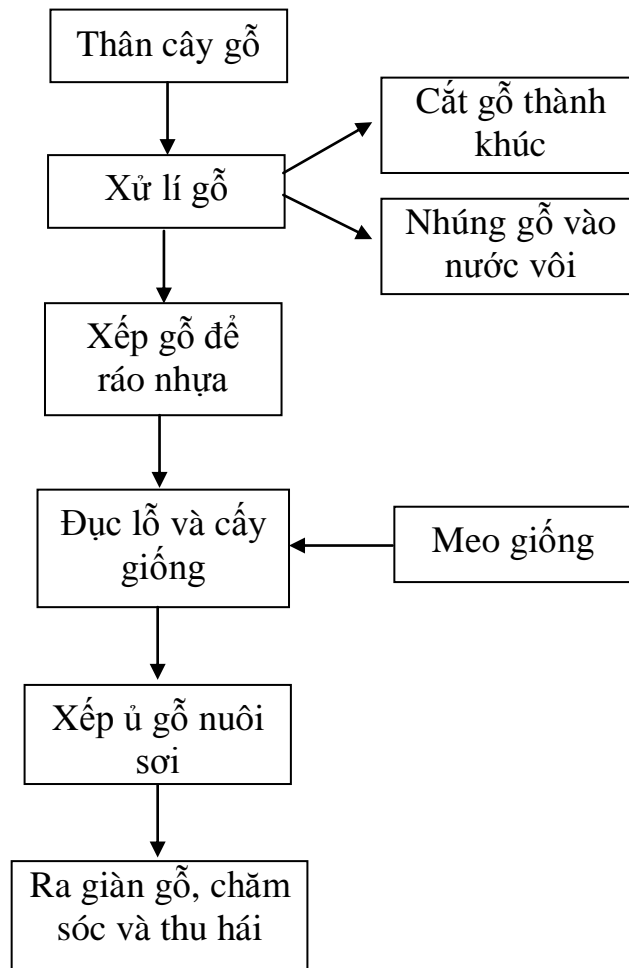 Thân cây gỗ
Cắt gỗ thành
khúc
Xử lí gỗ
Nhúng gỗ vào
nước vôi
Xếp gỗ để
ráo nhựa
Đục lỗ và cấy
giống
Meo giống
Xếp ủ gỗ nuôi
sơi
Ra giàn gỗ, chăm
sóc và thu hái